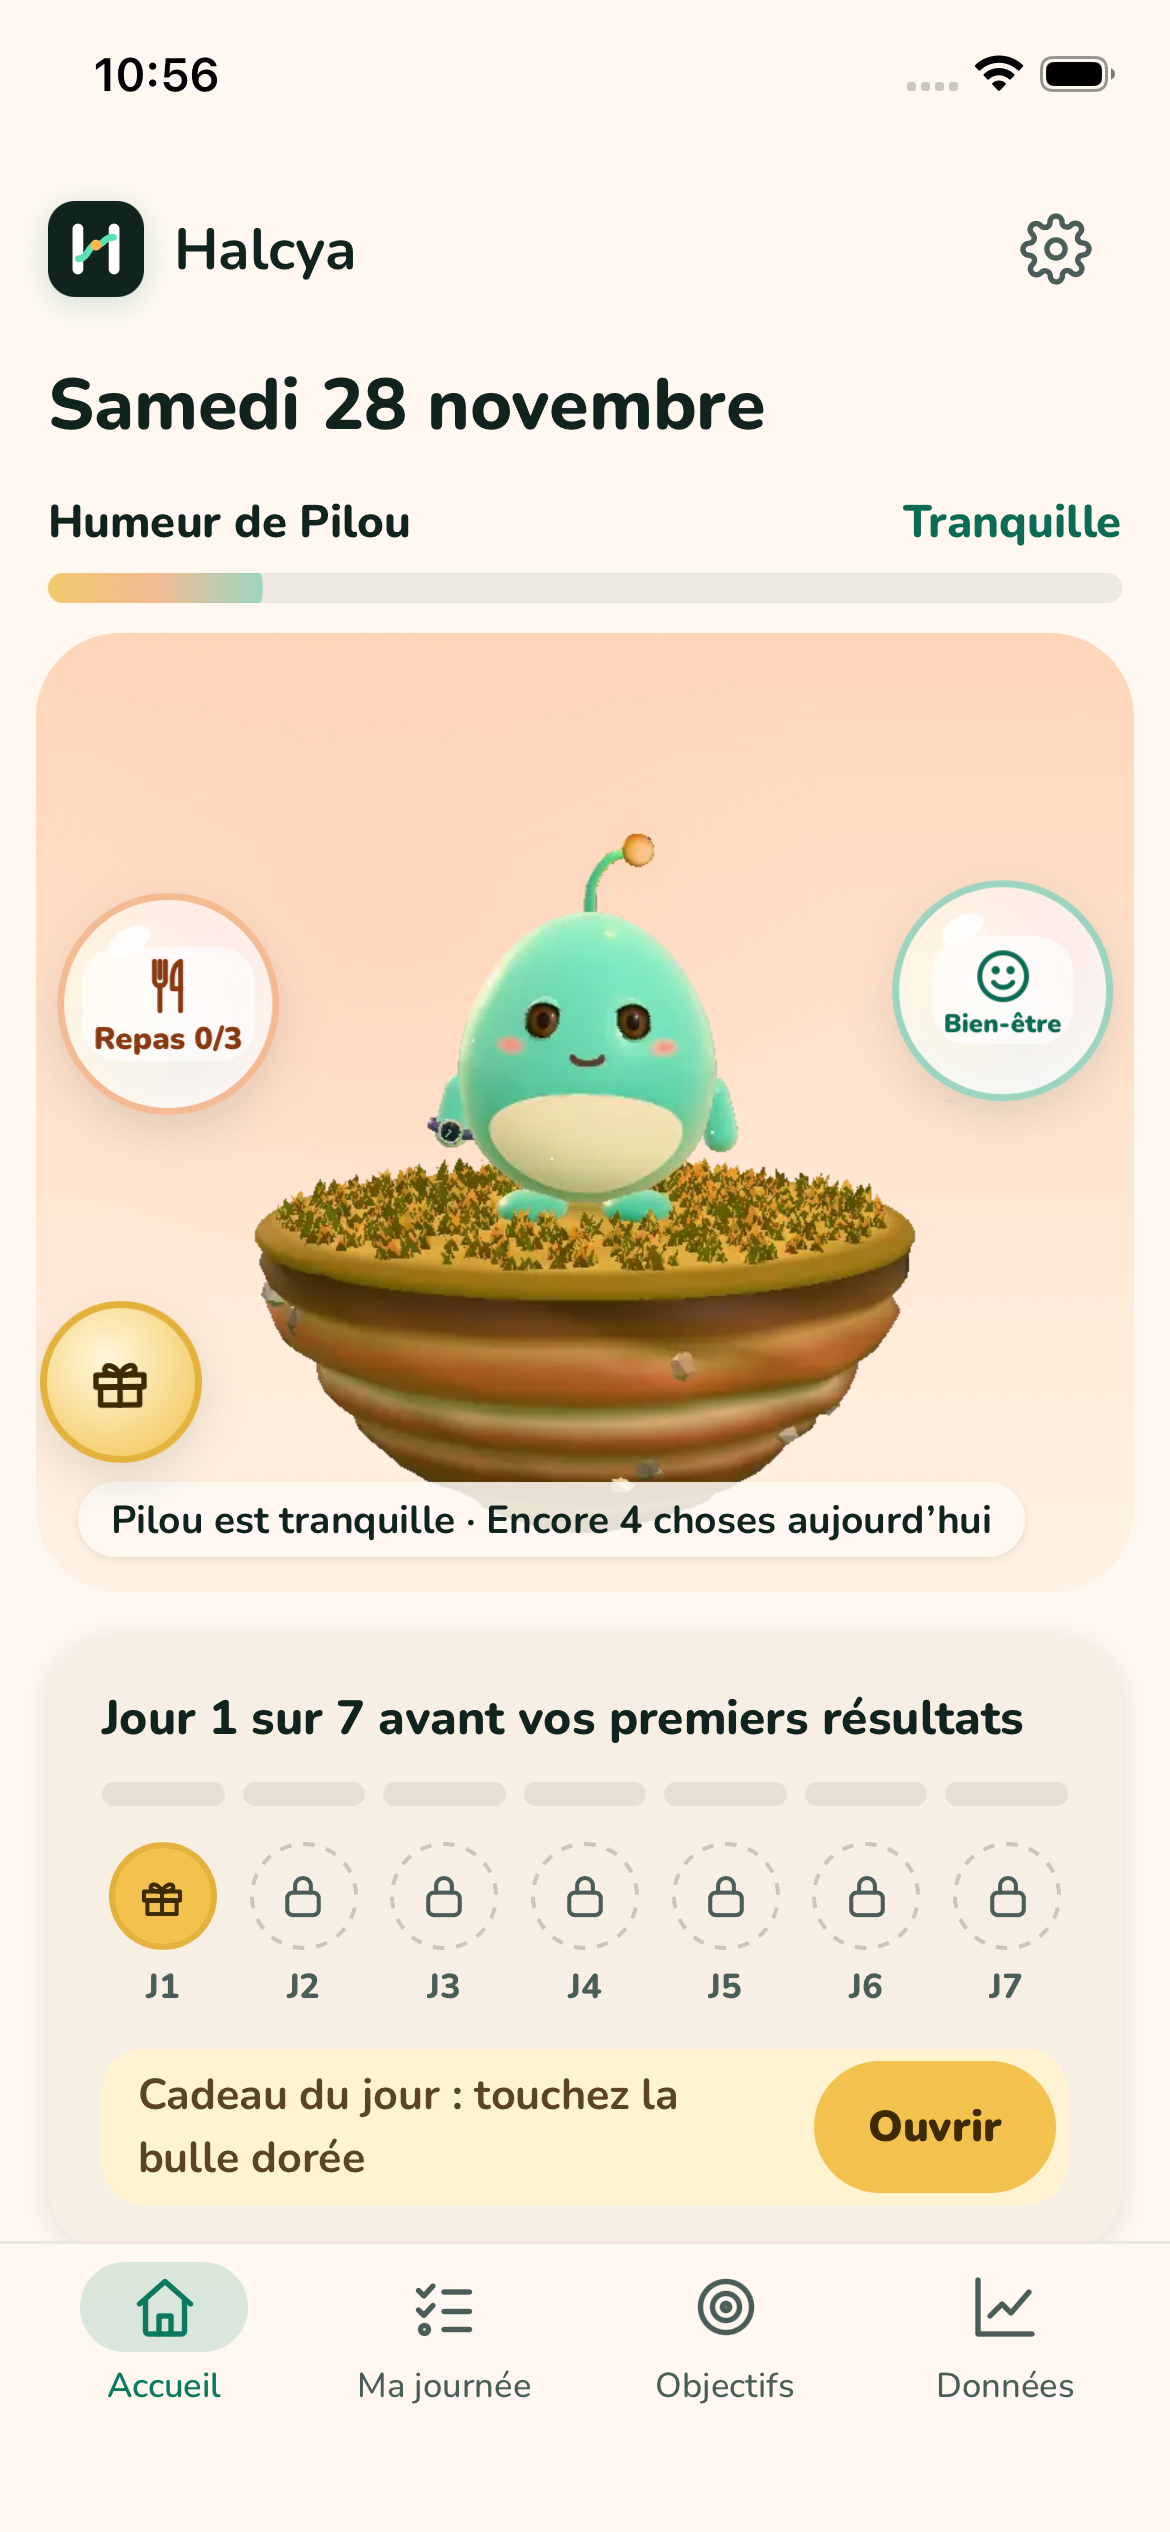 10:56
Halcya
Samedi 28 novembre
Humeur de Pilou
Tranquille
Repas 0/3
Bien-être
Pilou est tranquille · Encore 4 choses aujourd’hui
Jour 1 sur 7 avant vos premiers résultats
J1
J2
J3
J4
J5
J6
J7
Cadeau du jour : touchez la
bulle dorée
Ouvrir
Accueil
Ma journée
Objectifs
Données